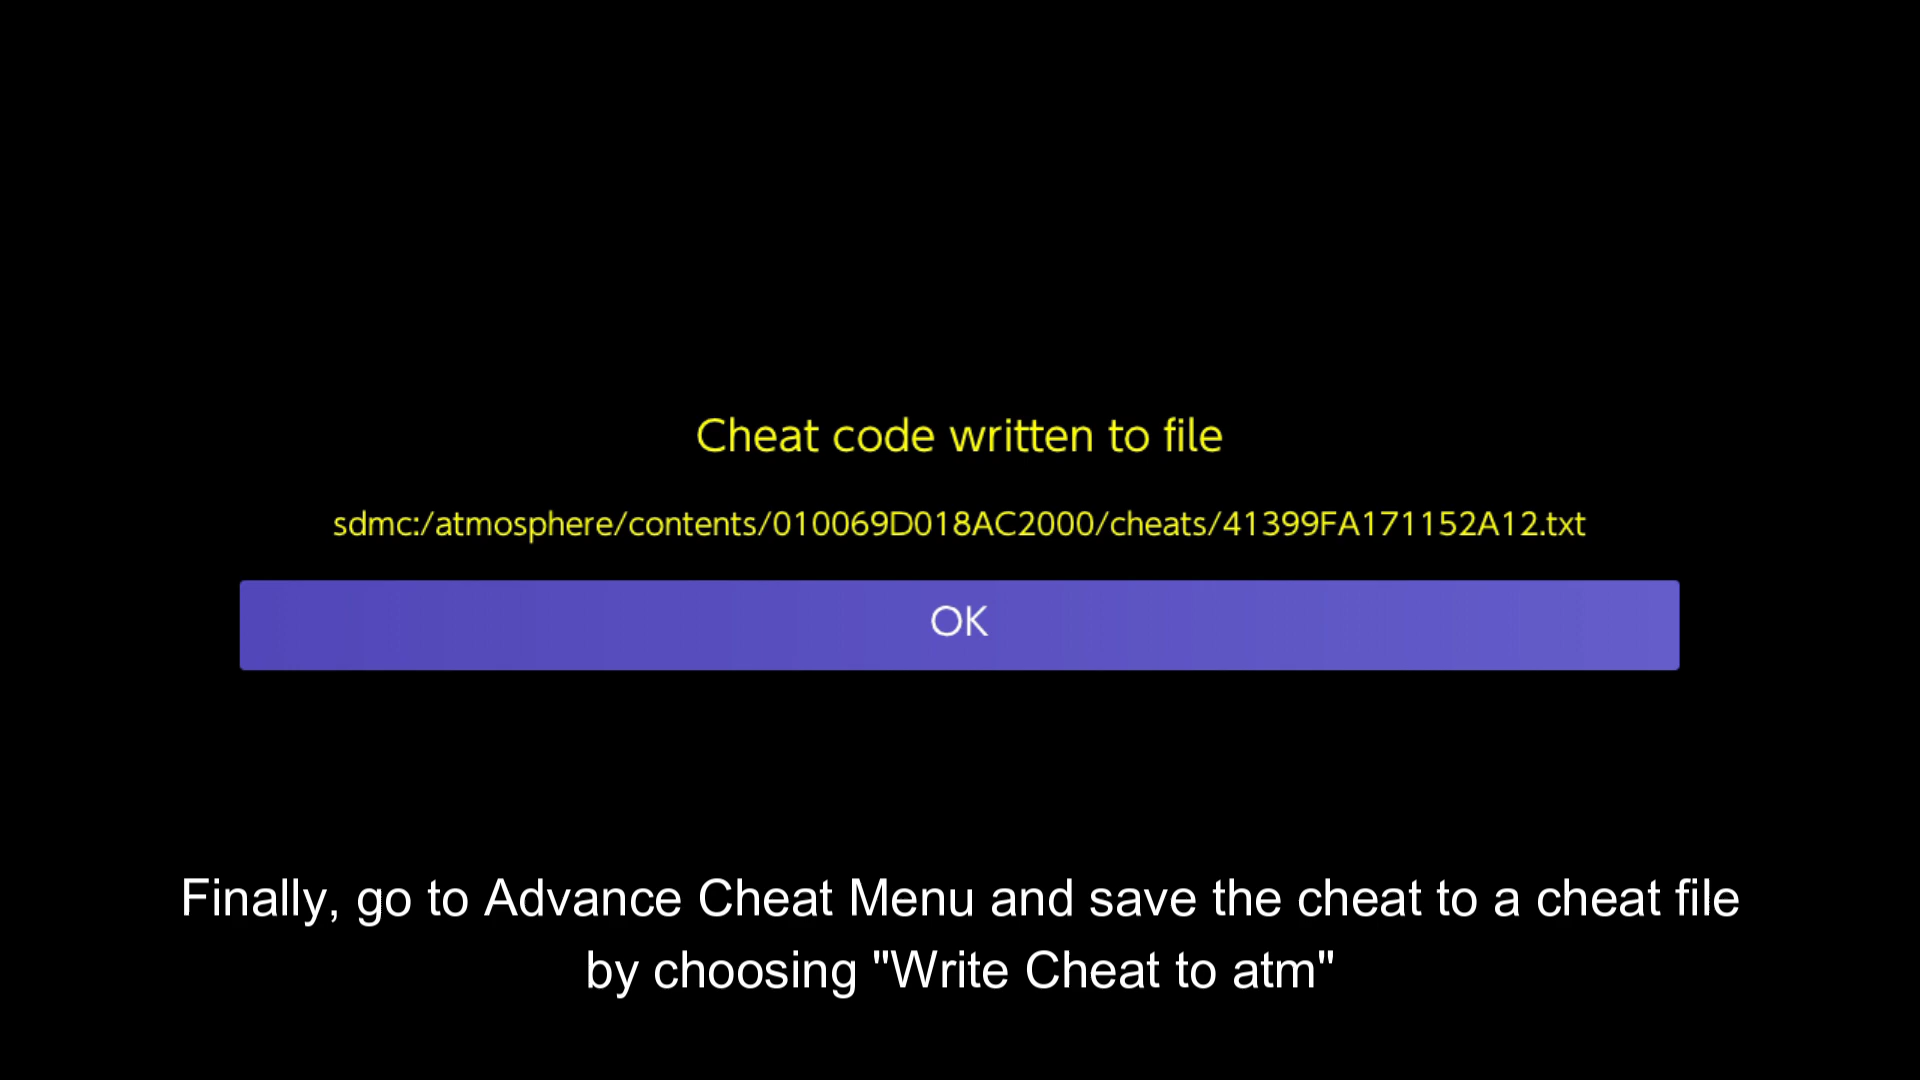 Cheat code written to file
sdmc:/atmosphere/contents/010069D018AC2000/cheats/41399FA171152A12.txt
OK
Finally, go to Advance Cheat Menu and save the cheat to a cheat file
by choosing "Write Cheat to atm"